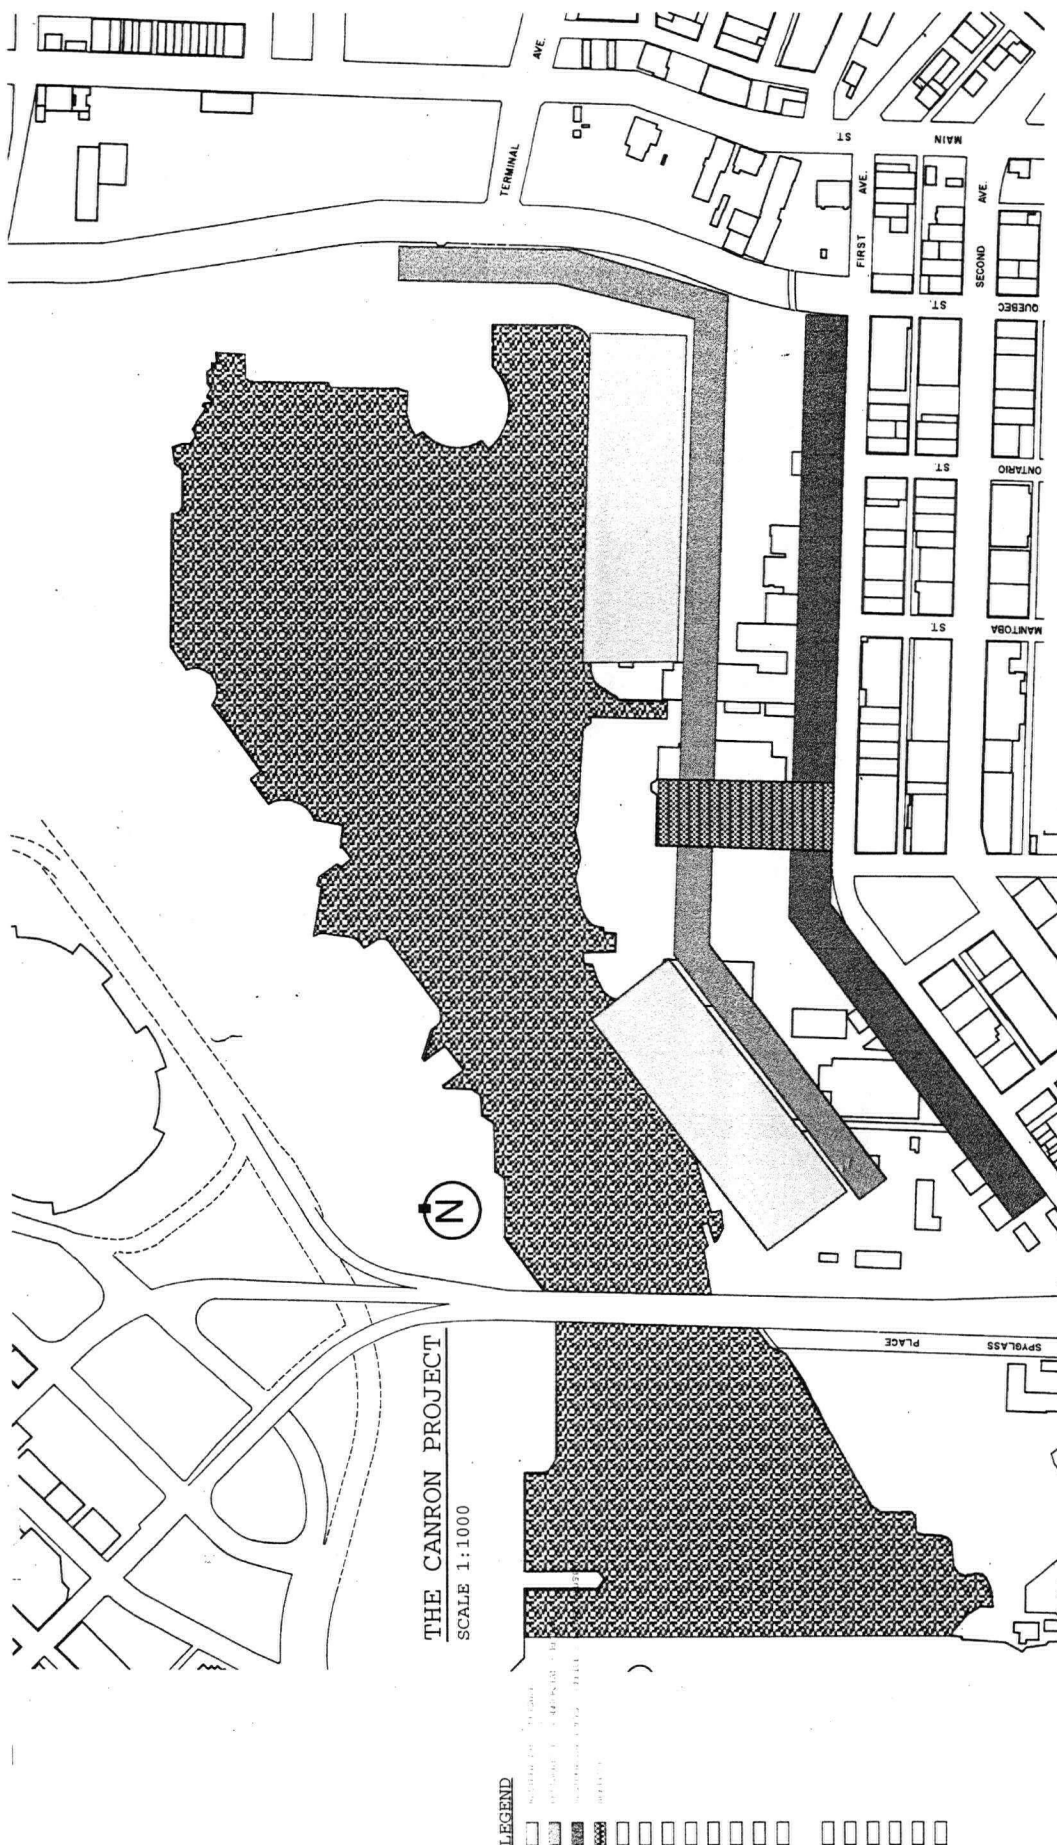 THE CANRON PROJECT
SCALE 1:1000
N
LEGEND
AVE.
TERMINAL
ST.
MAIN
FIRST
AVE.
SECOND
AVE.
ST.
QUEBEC
ST.
ONTARIO
ST.
MANITOBA
SPYGLASS
PLACE